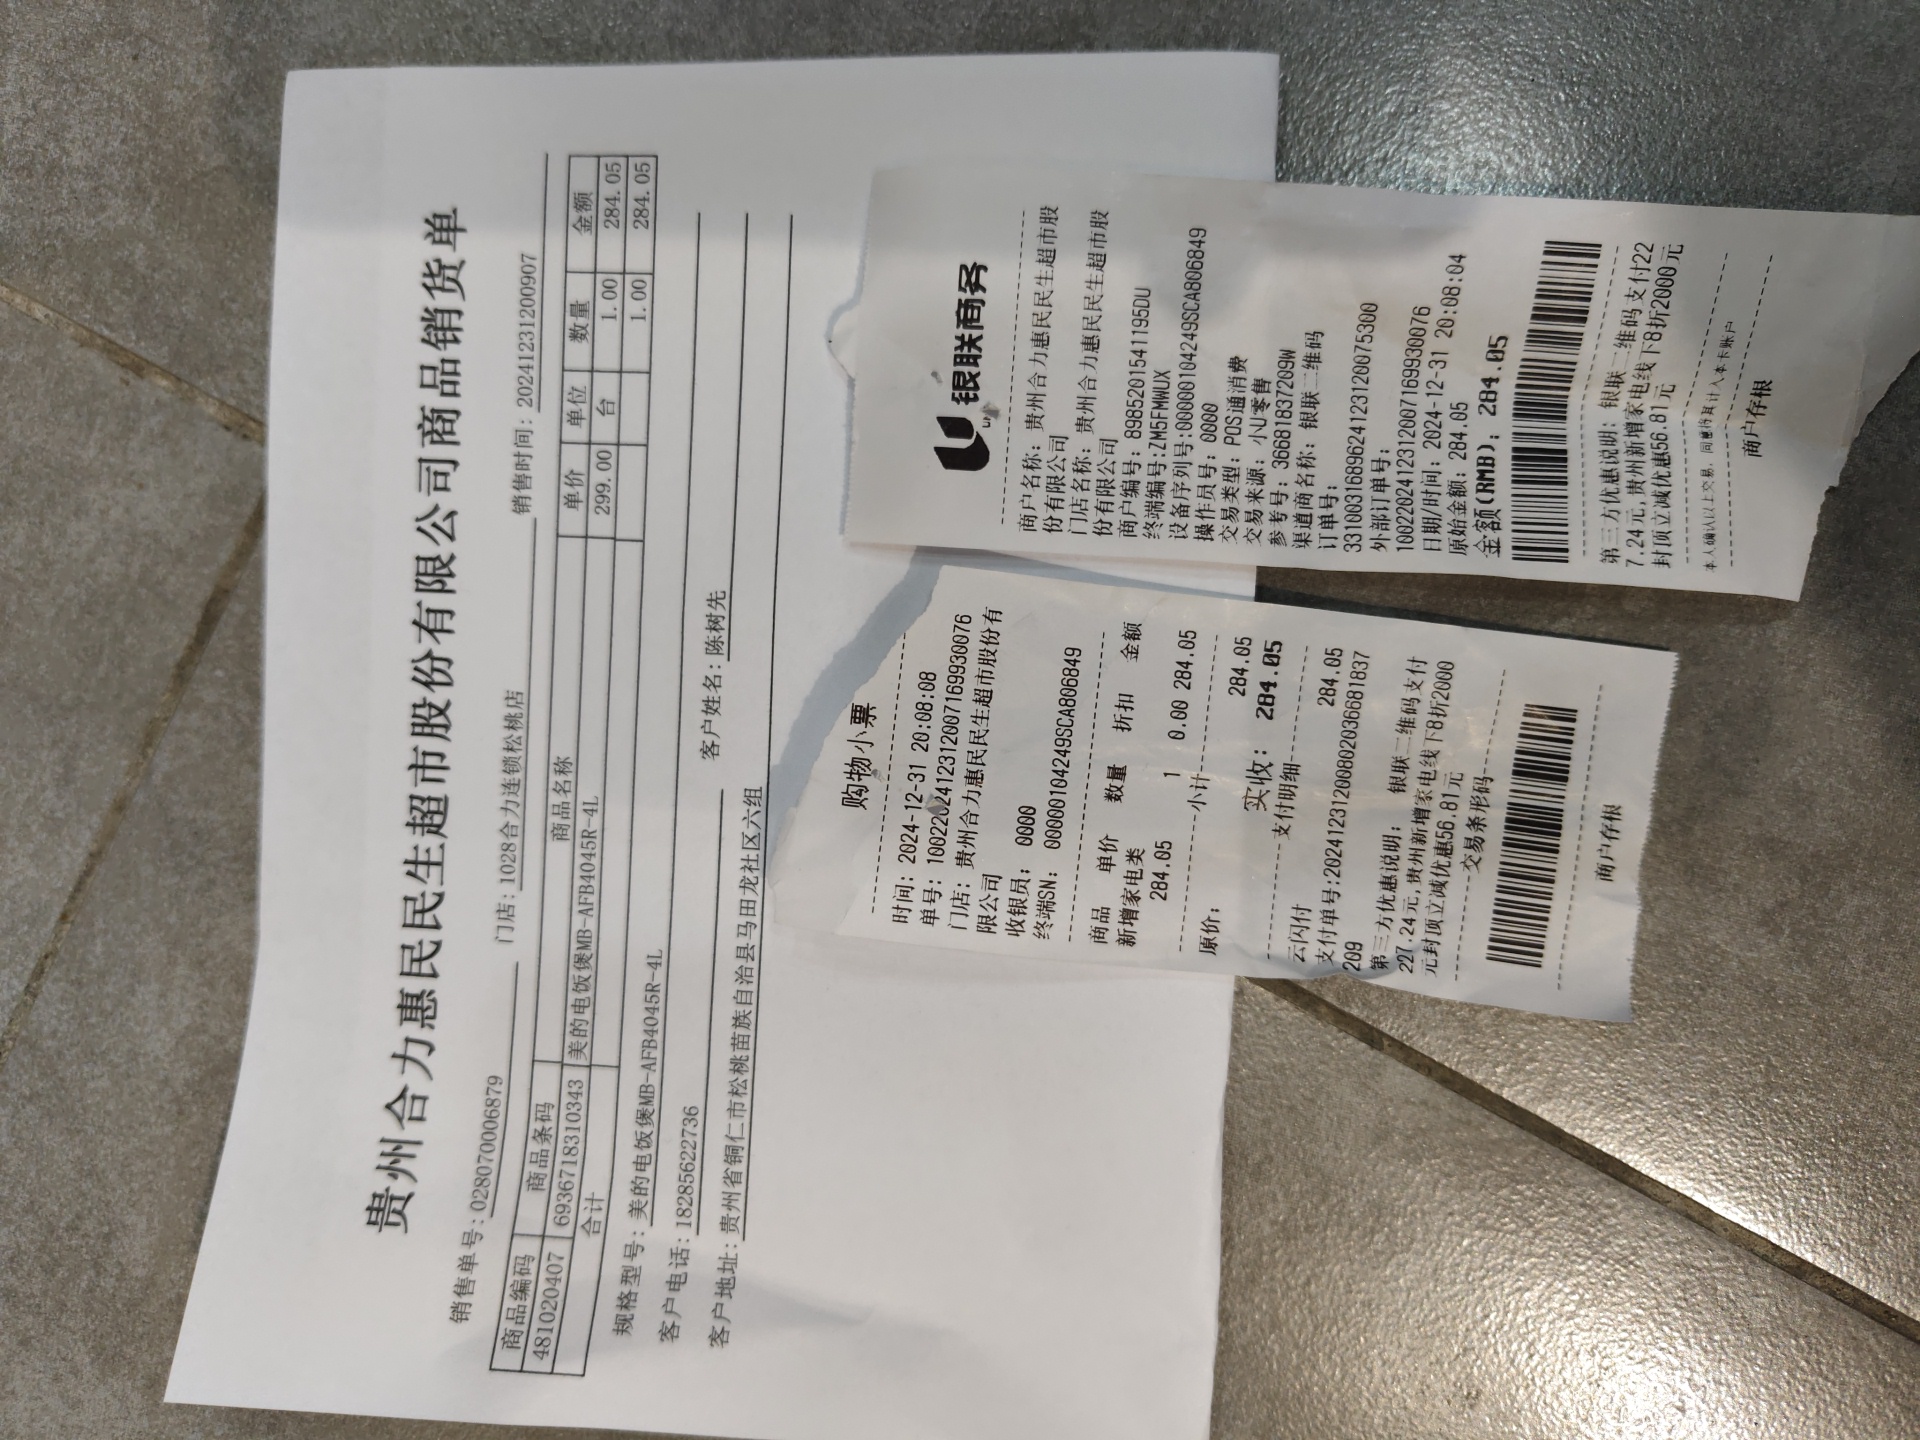 贵州合力惠民民生超市股份有限公司商品销货单
销售单号: 0280700006879 门店: 1028合力连锁松桃店 销售时间: 20241231200907
商品编码 商品条码 商品名称 单价 单位 数量 金额
481020407 6936718310343 美的电饭煲MB-AFB4045R-4L 299.00 台 1.00 284.05
合计 1.00 284.05
规格型号: 美的电饭煲MB-AFB4045R-4L
客户电话: 18285622736 客户姓名: 陈树先
客户地址: 贵州省铜仁市松桃苗族自治县马田龙社区六组
购物小票
时间: 2024-12-31 20:08:08
单号: 1002202412312007169930076
门店: 贵州合力惠民民生超市股份有
限公司
收银员: 0000
终端SN: 00000104249SCA806849
商品 单价 数量 折扣 金额
新增家电类
284.05 1 0.00 284.05
小计
原价: 284.05
实收: 284.05
支付明细
云闪付 284.05
支付单号:20241231200802036681837
209
第三方优惠说明: 银联二维码支付
227.24元,贵州新增家电线下8折2000
元封顶立减优惠56.81元
交易条形码
商户存根
银联商务
商户名称: 贵州合力惠民民生超市股
份有限公司
门店名称: 贵州合力惠民民生超市股
份有限公司
商户编号: 8985201541195DU
终端编号:ZM5FMWUX
设备序列号:00000104249SCA806849
操作员号: 0000
交易类型: POS通消费
交易来源: 小U零售
参考号: 36681837209W
渠道商名称: 银联二维码
订单号:
3310031689624123120075300
外部订单号:
1002202412312007169930076
日期/时间: 2024-12-31 20:08:04
原始金额: 284.05
金额(RMB): 284.05
第三方优惠说明: 银联二维码支付22
7.24元,贵州新增家电线下8折2000元
封顶立减优惠56.81元
本人确认以上交易, 同意将其计入本卡账户
商户存根